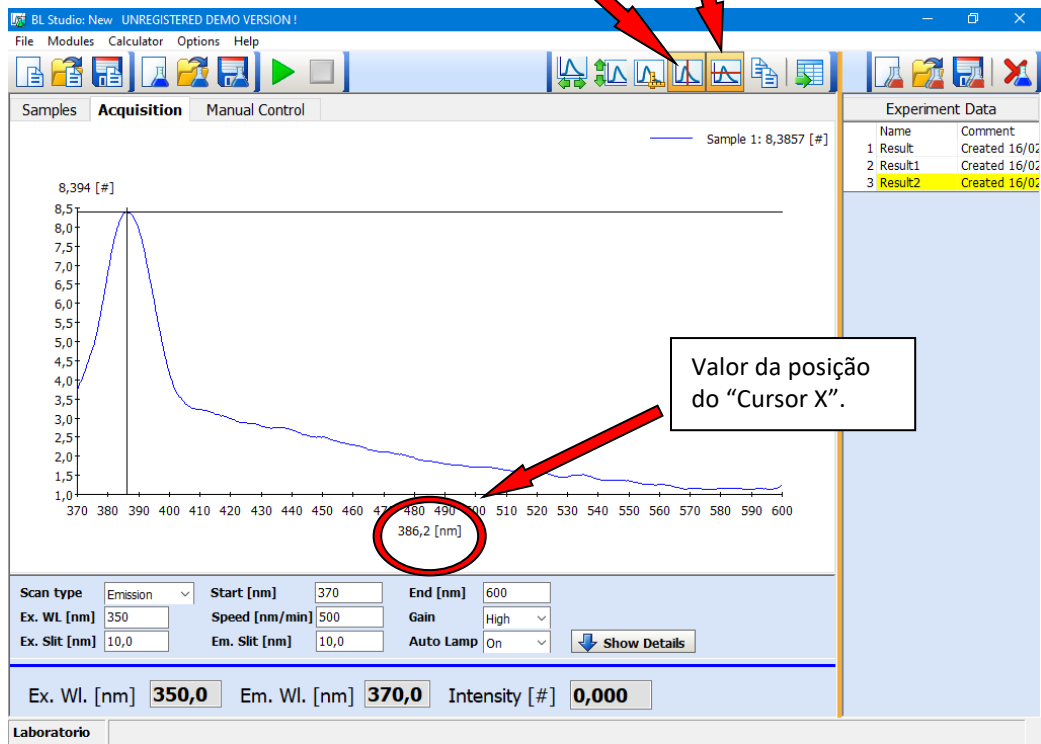 BL Studio: New UNREGISTERED DEMO VERSION !
File Modules Calculator Options Help
Samples Acquisition Manual Control
Experiment Data
Name Comment
1 Result Created 16/02
2 Result1 Created 16/02
3 Result2 Created 16/02
Sample 1: 8,3857 [#]
8,394 [#]
8,5
8,0
7,5
7,0
6,5
6,0
5,5
5,0
4,5
4,0
3,5
3,0
2,5
2,0
1,5
1,0
Valor da posição
do “Cursor X”.
370 380 390 400 410 420 430 440 450 460 470 480 490 500 510 520 530 540 550 560 570 580 590 600
386,2 [nm]
Scan type Emission Start [nm] 370 End [nm] 600
Ex. WL [nm] 350 Speed [nm/min] 500 Gain High
Ex. Slit [nm] 10,0 Em. Slit [nm] 10,0 Auto Lamp On Show Details
Ex. Wl. [nm] 350,0 Em. Wl. [nm] 370,0 Intensity [#] 0,000
Laboratorio